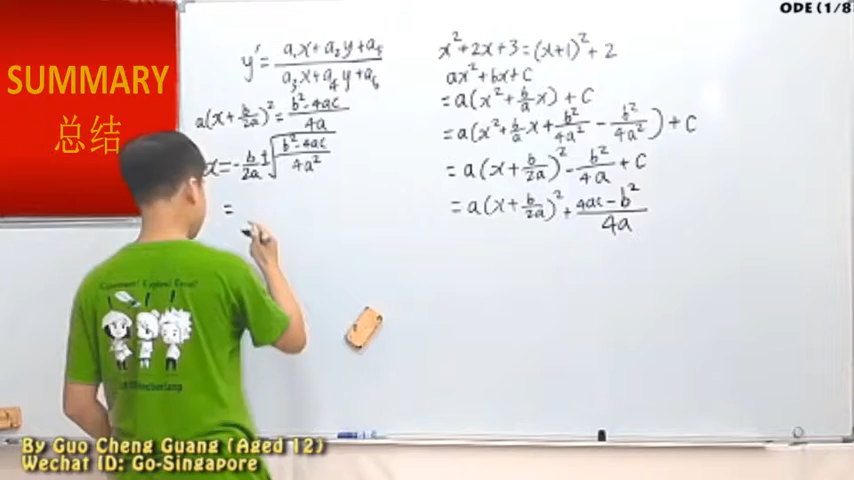 ODE (1/8
SUMMARY
总结
y' = (a₁x+a₂y+a₅)/(a₃x+a₄y+a₆)
a(x+b/2a)² = (b²-4ac)/4a
x = -b/2a ± √((b²-4ac)/4a²)
=
x²+2x+3=(x+1)²+2
ax²+bx+c
=a(x²+b/a x)+c
=a(x²+b/a x+b²/4a² - b²/4a²)+c
=a(x+b/2a)² - b²/4a +c
=a(x+b/2a)² + (4ac-b²)/4a
By Guo Cheng Guang (Aged 12)
WeChat ID: Go-Singapore